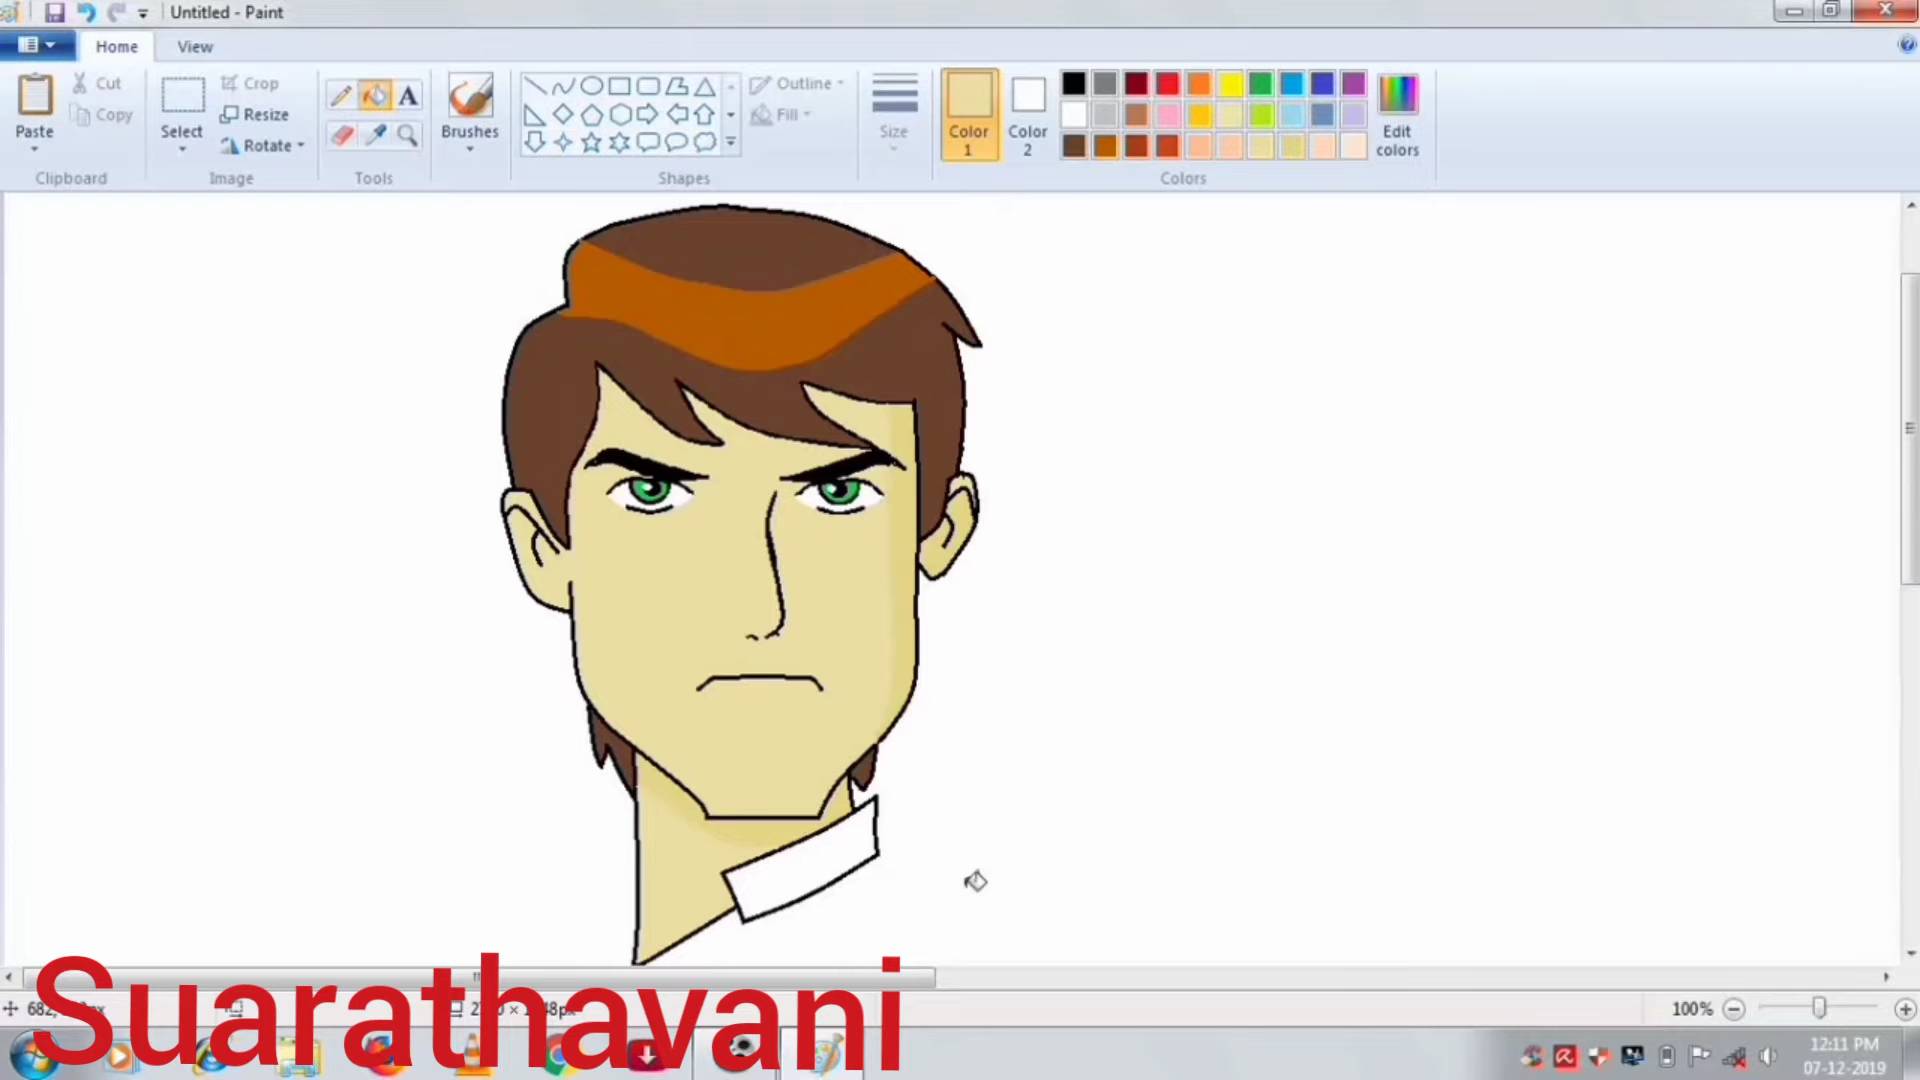 Untitled - Paint
Home
View
Paste
Cut
Copy
Clipboard
Select
Crop
Resize
Rotate
Image
A
Tools
Brushes
Outline
Fill
Shapes
Size
Color 1
Color 2
Edit colors
Colors
100%
12:11 PM
07-12-2019
Suarathavani